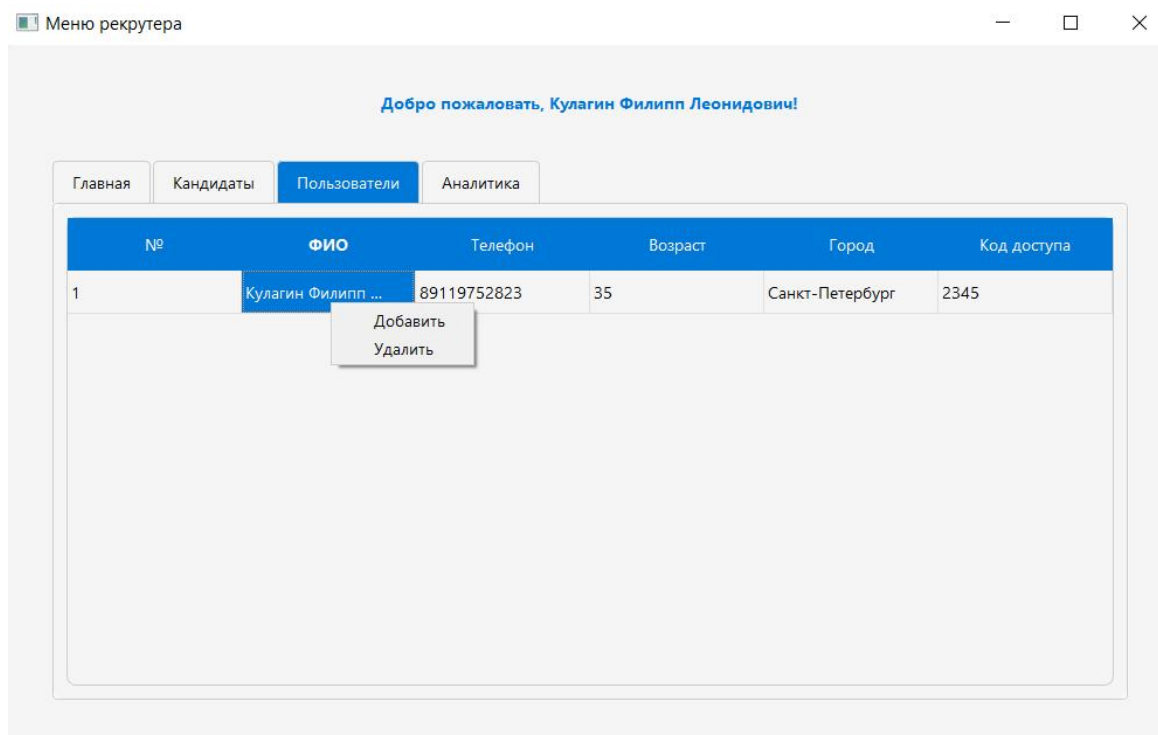 Меню рекрутера
Добро пожаловать, Кулагин Филипп Леонидович!
Главная Кандидаты Пользователи Аналитика
№ ФИО Телефон Возраст Город Код доступа
1 Кулагин Филипп ... 89119752823 35 Санкт-Петербург 2345
Добавить
Удалить